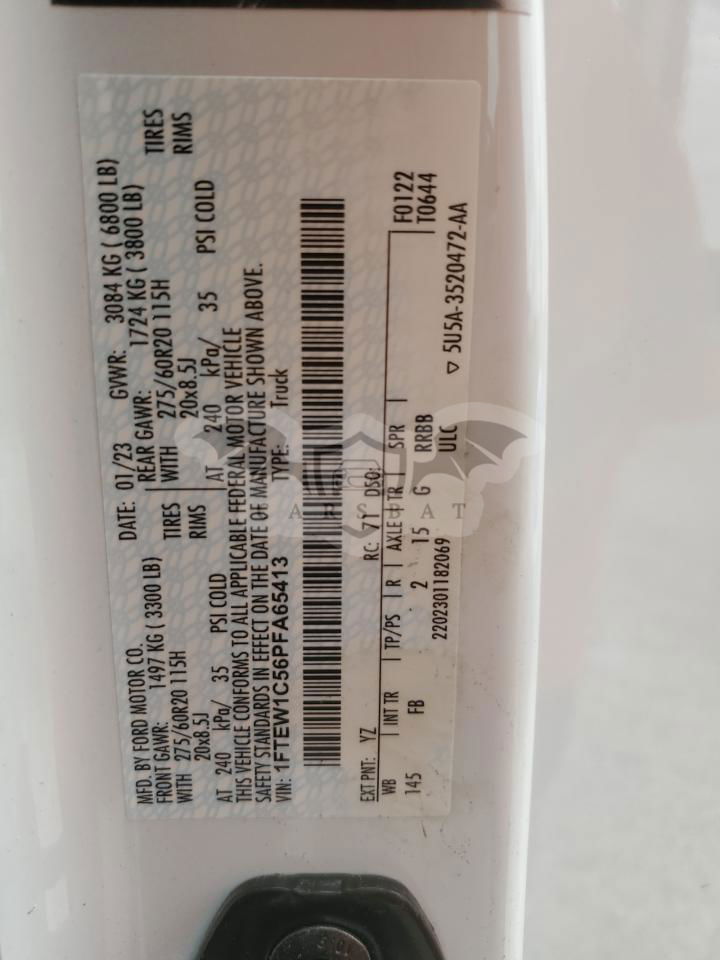 MFD. BY FORD MOTOR CO.
DATE: 01/23 GVWR: 3084 KG ( 6800 LB)
FRONT GAWR: 1497 KG ( 3300 LB) REAR GAWR: 1724 KG ( 3800 LB)
WITH 275/60R20 115H TIRES WITH 275/60R20 115H TIRES
20x8.5J RIMS 20x8.5J RIMS
AT 240 kPa/ 35 PSI COLD AT 240 kPa/ 35 PSI COLD
THIS VEHICLE CONFORMS TO ALL APPLICABLE FEDERAL MOTOR VEHICLE
SAFETY STANDARDS IN EFFECT ON THE DATE OF MANUFACTURE SHOWN ABOVE.
VIN: 1FTEW1C56PFA65413 TYPE: Truck
EXT PNT: YZ RC: 71 DSO: F0122
WB INT TR TP/PS R AXLE TR SPR T0644
145 FB 2 15 G RRBB
2202301182069 ULC ▽ 5U5A-3520472-AA
ARSBAT